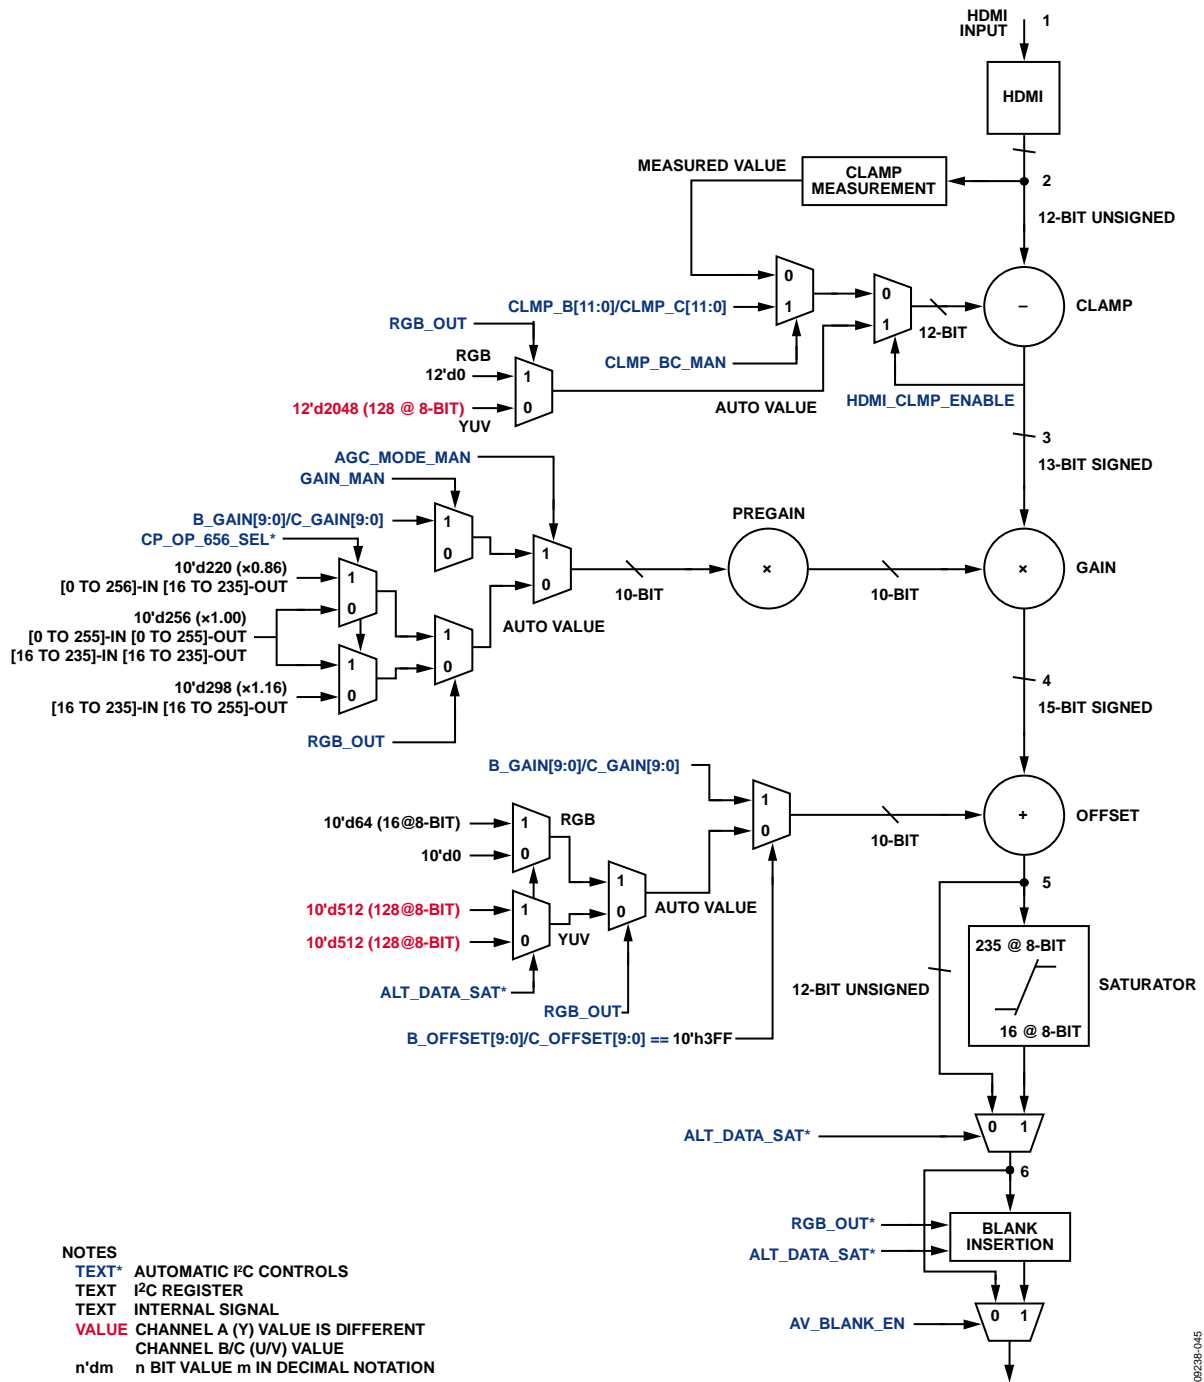 HDMI
INPUT
1
HDMI
MEASURED VALUE
CLAMP
MEASUREMENT
2
12-BIT UNSIGNED
0
1
0
1
CLMP_B[11:0]/CLMP_C[11:0]
12-BIT
–
CLAMP
RGB_OUT
CLMP_BC_MAN
RGB
12'd0
1
0
12'd2048 (128 @ 8-BIT)
YUV
AUTO VALUE
HDMI_CLMP_ENABLE
3
13-BIT SIGNED
AGC_MODE_MAN
GAIN_MAN
B_GAIN[9:0]/C_GAIN[9:0]
1
0
PREGAIN
CP_OP_656_SEL*
10'd220 (×0.86)
[0 TO 256]-IN [16 TO 235]-OUT
1
0
1
0
10-BIT
×
10-BIT
×
GAIN
10'd256 (×1.00)
[0 TO 255]-IN [0 TO 255]-OUT
[16 TO 235]-IN [16 TO 235]-OUT
AUTO VALUE
1
0
1
0
10'd298 (×1.16)
[16 TO 235]-IN [16 TO 255]-OUT
4
15-BIT SIGNED
RGB_OUT
B_GAIN[9:0]/C_GAIN[9:0]
1
0
10-BIT
+
OFFSET
10'd64 (16@8-BIT)
1
RGB
10'd0
0
5
1
0
AUTO VALUE
10'd512 (128@8-BIT)
1
10'd512 (128@8-BIT)
0
YUV
235 @ 8-BIT
16 @ 8-BIT
SATURATOR
12-BIT UNSIGNED
ALT_DATA_SAT*
RGB_OUT
B_OFFSET[9:0]/C_OFFSET[9:0] == 10'h3FF
0 1
ALT_DATA_SAT*
6
RGB_OUT*
BLANK
INSERTION
ALT_DATA_SAT*
0 1
AV_BLANK_EN
NOTES
TEXT* AUTOMATIC I²C CONTROLS
TEXT I²C REGISTER
TEXT INTERNAL SIGNAL
VALUE CHANNEL A (Y) VALUE IS DIFFERENT
CHANNEL B/C (U/V) VALUE
n'dm n BIT VALUE m IN DECIMAL NOTATION
09238-045